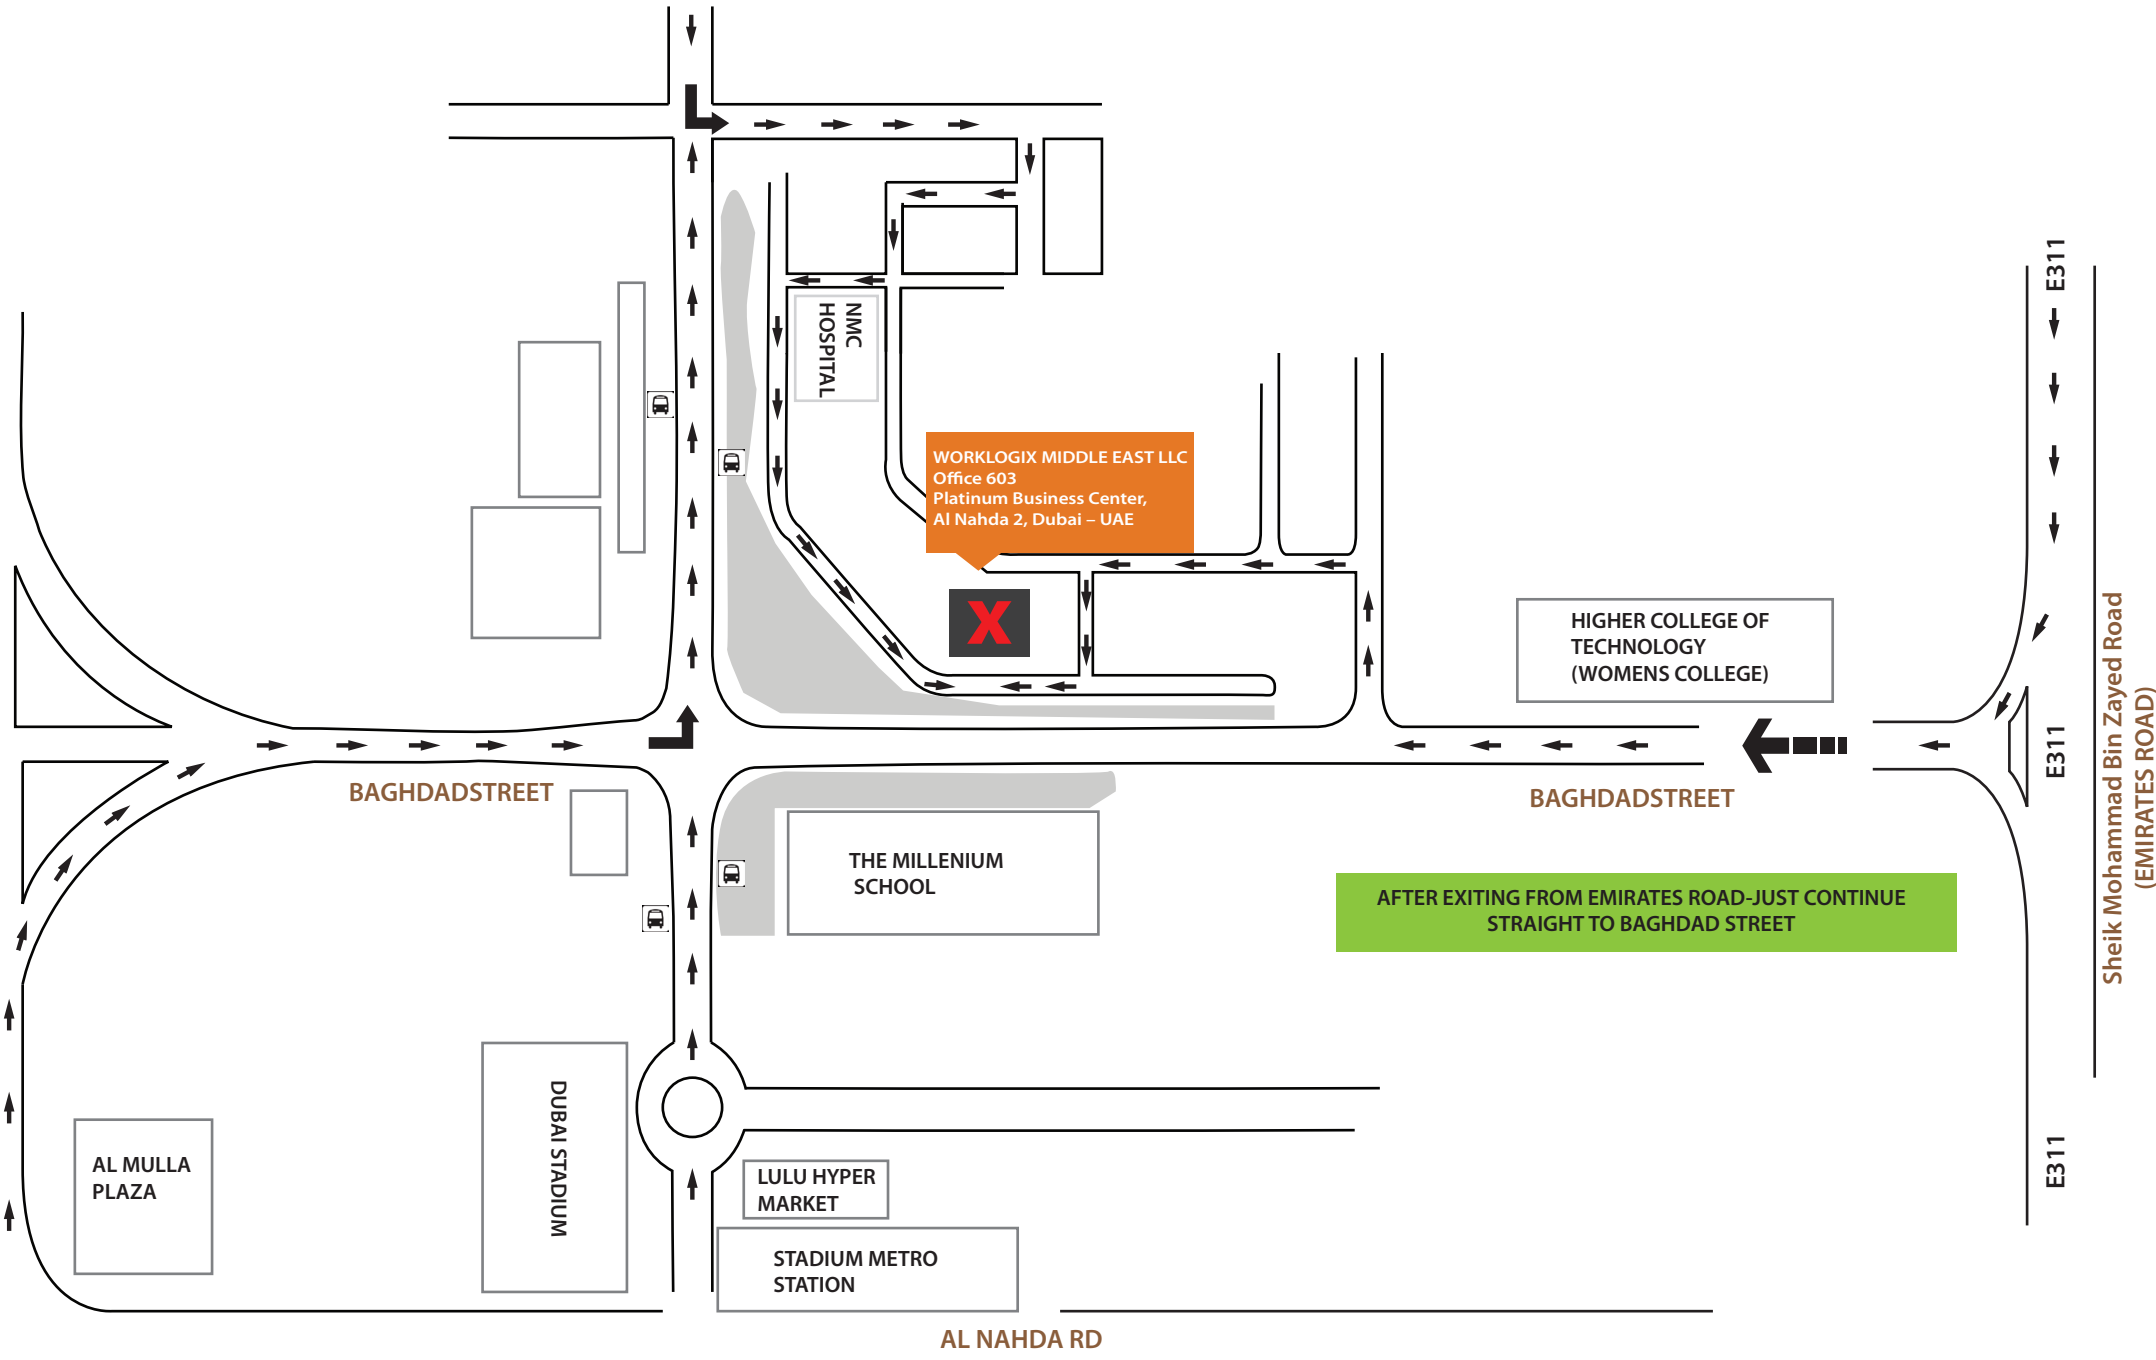 E311
NMC
HOSPITAL
WORKLOGIX MIDDLE EAST LLC
Office 603
Platinum Business Center,
Al Nahda 2, Dubai – UAE
X
HIGHER COLLEGE OF
TECHNOLOGY
(WOMENS COLLEGE)
Sheik Mohammad Bin Zayed Road
(EMIRATES ROAD)
E311
BAGHDADSTREET
BAGHDADSTREET
THE MILLENIUM
SCHOOL
AFTER EXITING FROM EMIRATES ROAD-JUST CONTINUE
STRAIGHT TO BAGHDAD STREET
DUBAI STADIUM
AL MULLA
PLAZA
LULU HYPER
MARKET
E311
STADIUM METRO
STATION
AL NAHDA RD